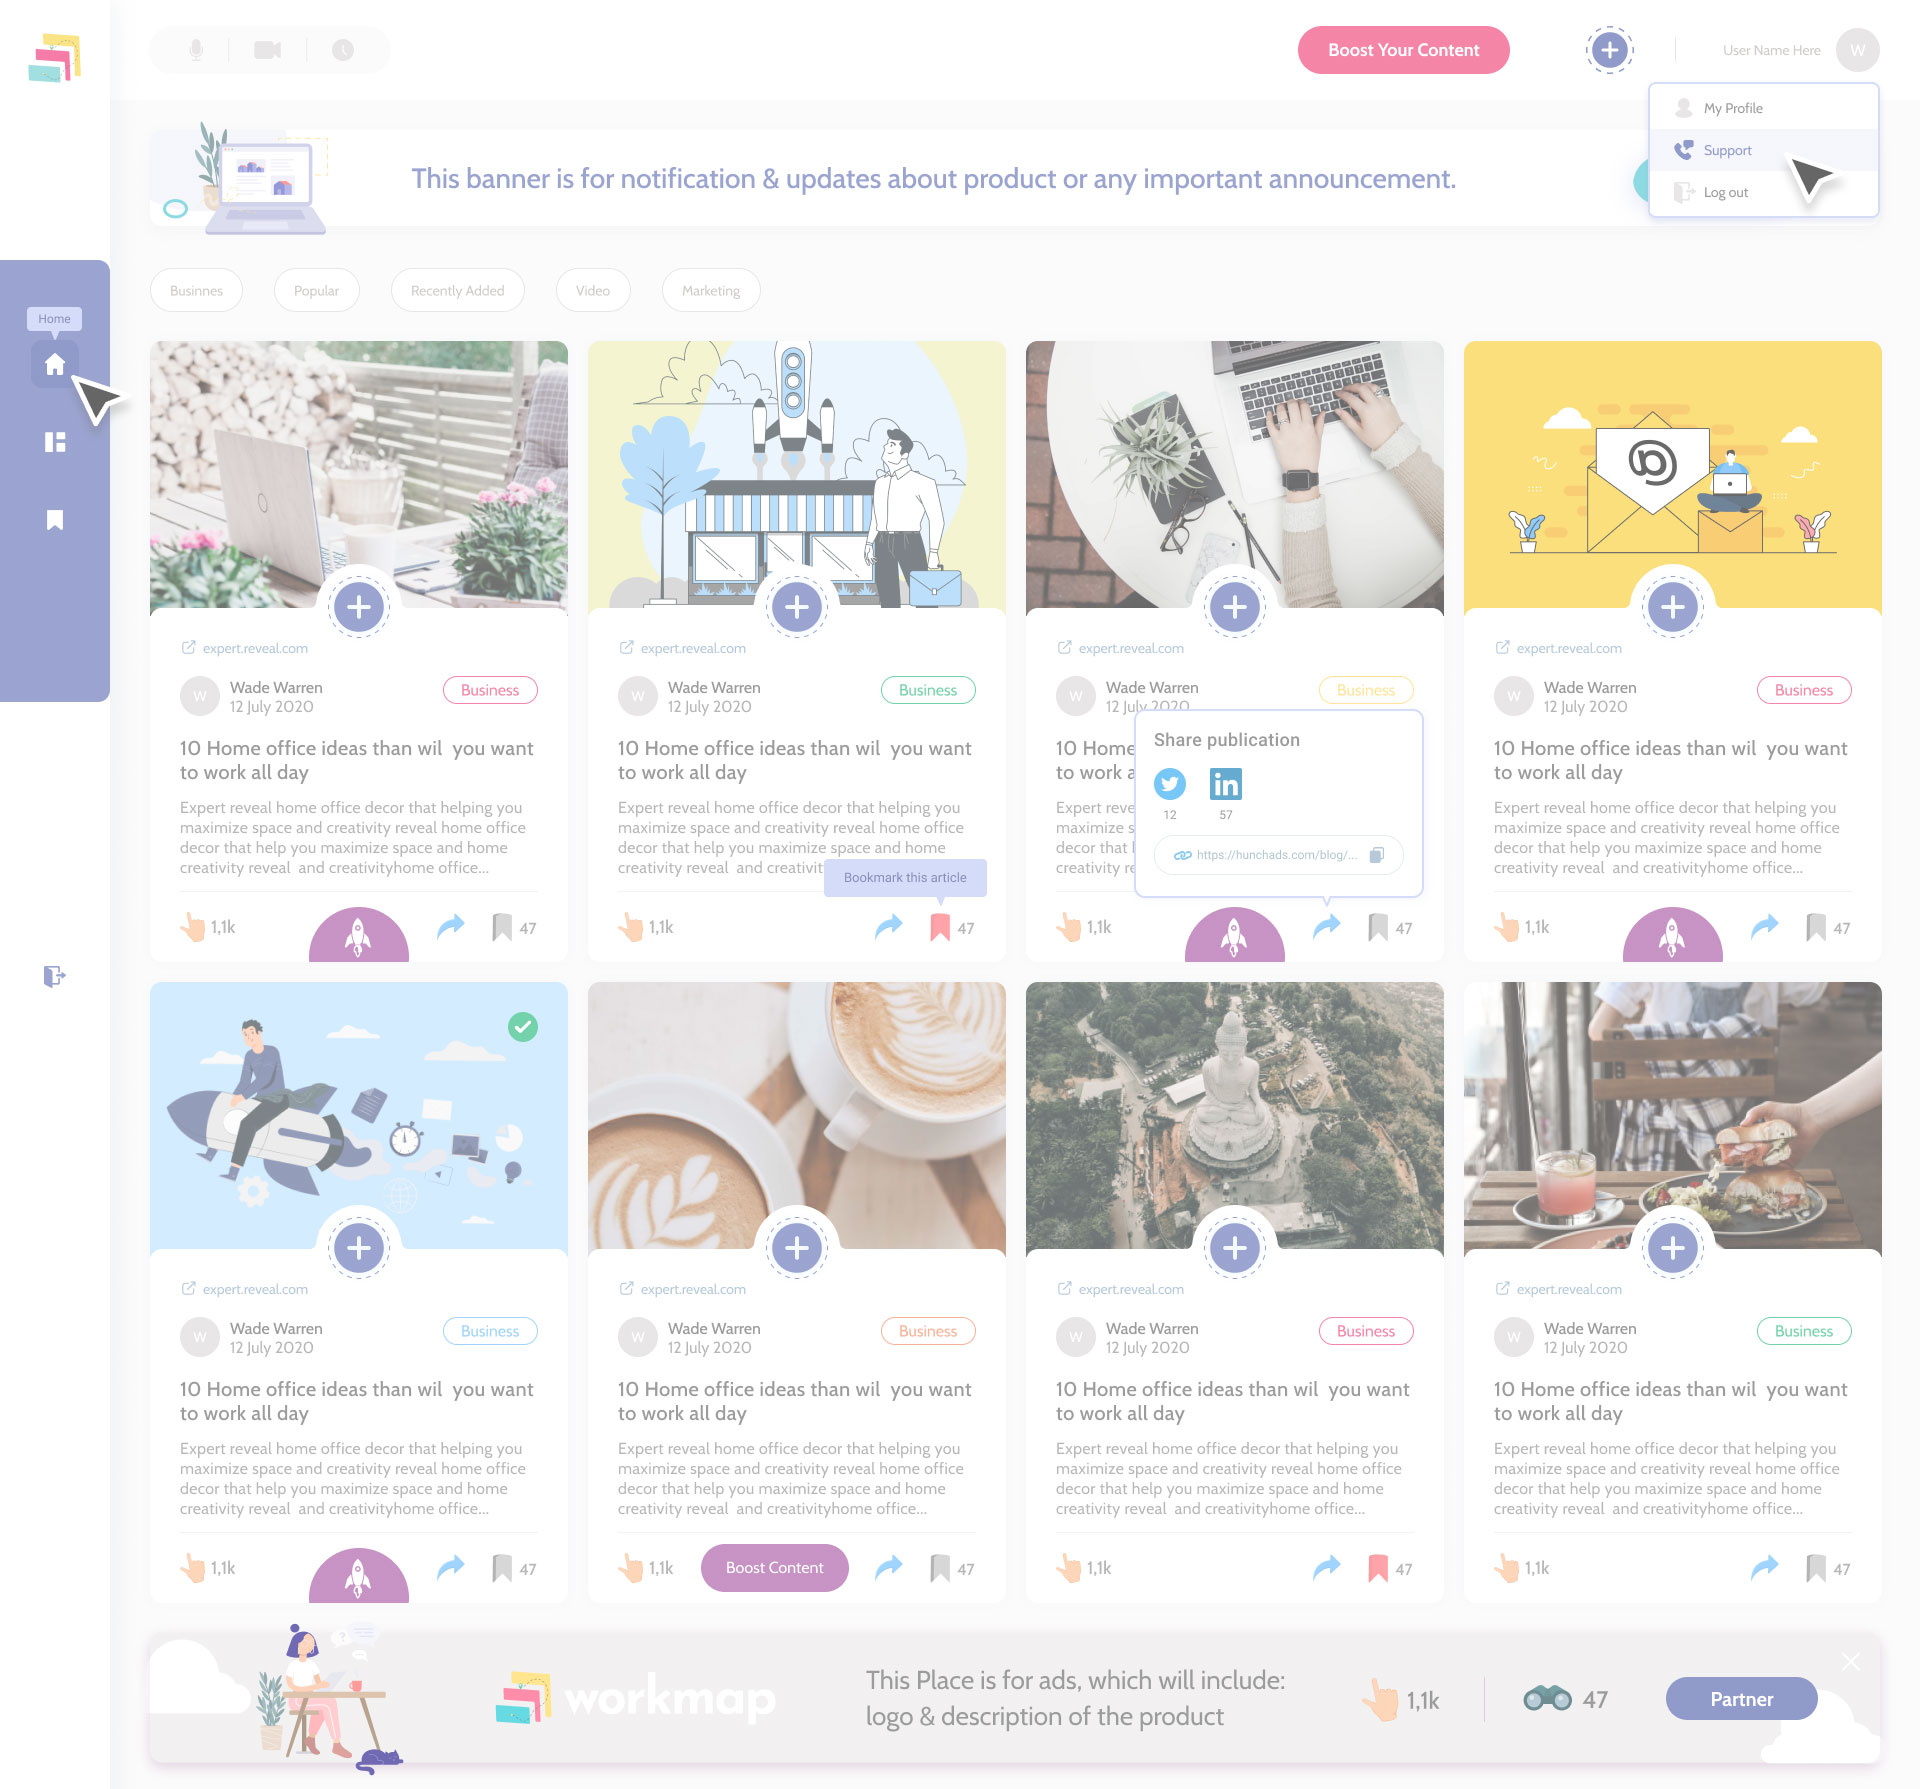 Boost Your Content
User Name Here
W
My Profile
Support
Log out
This banner is for notification & updates about product or any important announcement.
Home
Businnes
Popular
Recently Added
Video
Marketing
expert.reveal.com
W
Wade Warren
12 July 2020
Business
10 Home office ideas than wil  you want
to work all day
Expert reveal home office decor that helping you
maximize space and creativity reveal home office
decor that help you maximize space and home
creativity reveal  and creativityhome office...
1,1k
47
expert.reveal.com
W
Wade Warren
12 July 2020
Business
10 Home office ideas than wil  you want
to work all day
Expert reveal home office decor that helping you
maximize space and creativity reveal home office
decor that help you maximize space and home
creativity reveal  and creativit
Bookmark this article
1,1k
47
expert.reveal.com
W
Wade Warren
12 July 2020
Business
10 Home
to work a
Expert reve
maximize s
decor that
creativity re
Share publication
12
57
https://hunchads.com/blog/...
1,1k
47
@
expert.reveal.com
W
Wade Warren
12 July 2020
Business
10 Home office ideas than wil  you want
to work all day
Expert reveal home office decor that helping you
maximize space and creativity reveal home office
decor that help you maximize space and home
creativity reveal  and creativityhome office...
1,1k
47
expert.reveal.com
W
Wade Warren
12 July 2020
Business
10 Home office ideas than wil  you want
to work all day
Expert reveal home office decor that helping you
maximize space and creativity reveal home office
decor that help you maximize space and home
creativity reveal  and creativityhome office...
1,1k
47
expert.reveal.com
W
Wade Warren
12 July 2020
Business
10 Home office ideas than wil  you want
to work all day
Expert reveal home office decor that helping you
maximize space and creativity reveal home office
decor that help you maximize space and home
creativity reveal  and creativityhome office...
1,1k
Boost Content
47
expert.reveal.com
W
Wade Warren
12 July 2020
Business
10 Home office ideas than wil  you want
to work all day
Expert reveal home office decor that helping you
maximize space and creativity reveal home office
decor that help you maximize space and home
creativity reveal  and creativityhome office...
1,1k
47
expert.reveal.com
W
Wade Warren
12 July 2020
Business
10 Home office ideas than wil  you want
to work all day
Expert reveal home office decor that helping you
maximize space and creativity reveal home office
decor that help you maximize space and home
creativity reveal  and creativityhome office...
1,1k
47
workmap
This Place is for ads, which will include:
logo & description of the product
1,1k
47
Partner